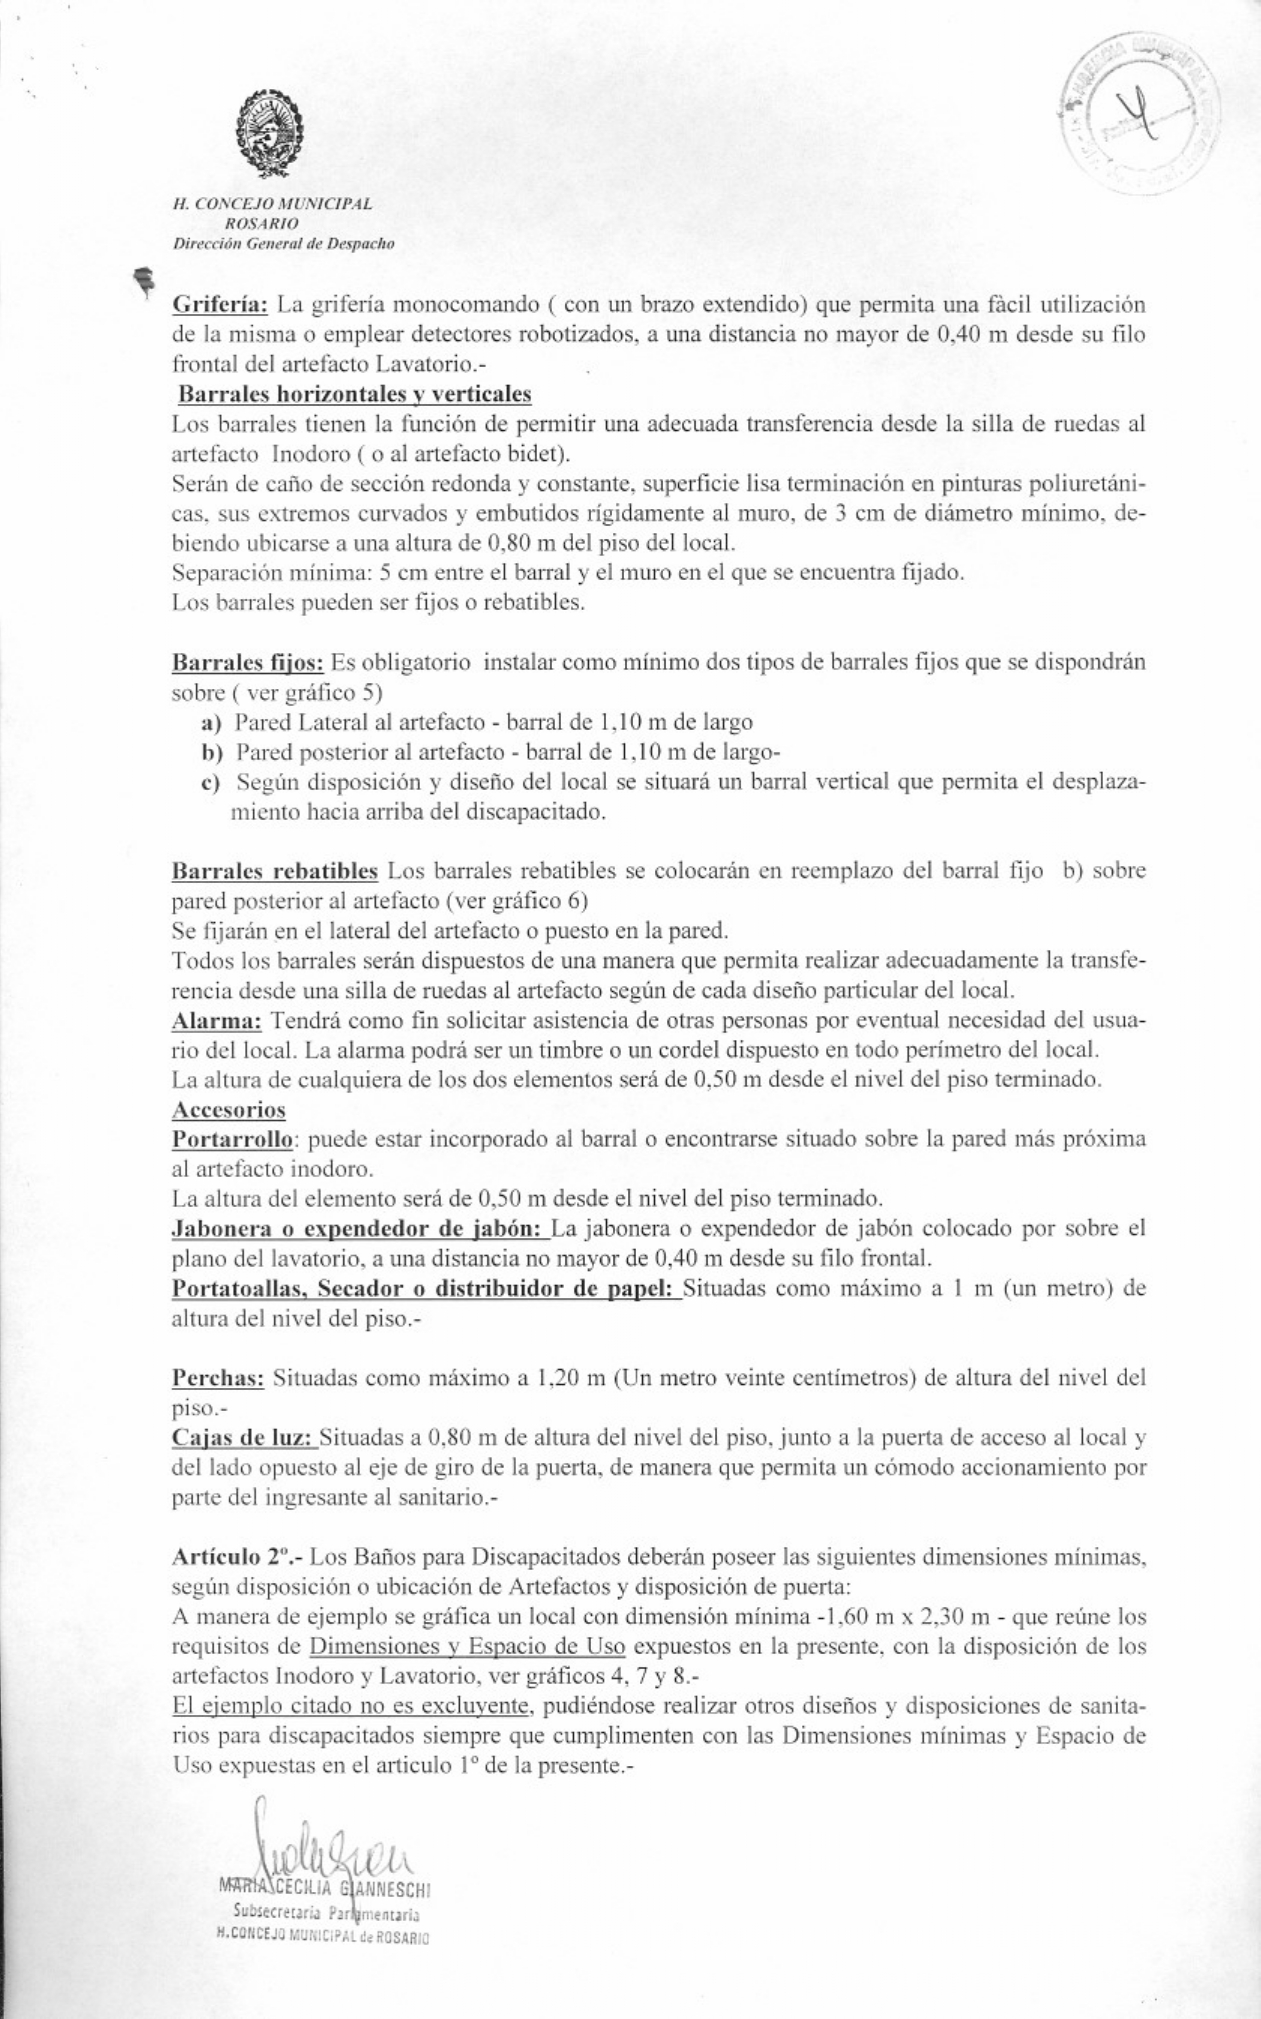 H. CONCEJO MUNICIPAL
ROSARIO
Dirección General de Despacho
4
Grifería: La grifería monocomando ( con un brazo extendido) que permita una fàcil utilización
de la misma o emplear detectores robotizados, a una distancia no mayor de 0,40 m desde su filo
frontal del artefacto Lavatorio.-
Barrales horizontales y verticales
Los barrales tienen la función de permitir una adecuada transferencia desde la silla de ruedas al
artefacto Inodoro ( o al artefacto bidet).
Serán de caño de sección redonda y constante, superficie lisa terminación en pinturas poliuretáni-
cas, sus extremos curvados y embutidos rígidamente al muro, de 3 cm de diámetro mínimo, de-
biendo ubicarse a una altura de 0,80 m del piso del local.
Separación mínima: 5 cm entre el barral y el muro en el que se encuentra fijado.
Los barrales pueden ser fijos o rebatibles.
Barrales fijos: Es obligatorio instalar como mínimo dos tipos de barrales fijos que se dispondrán
sobre ( ver gráfico 5)
a) Pared Lateral al artefacto - barral de 1,10 m de largo
b) Pared posterior al artefacto - barral de 1,10 m de largo-
c) Según disposición y diseño del local se situará un barral vertical que permita el desplaza-
miento hacia arriba del discapacitado.
Barrales rebatibles Los barrales rebatibles se colocarán en reemplazo del barral fijo b) sobre
pared posterior al artefacto (ver gráfico 6)
Se fijarán en el lateral del artefacto o puesto en la pared.
Todos los barrales serán dispuestos de una manera que permita realizar adecuadamente la transfe-
rencia desde una silla de ruedas al artefacto según de cada diseño particular del local.
Alarma: Tendrá como fin solicitar asistencia de otras personas por eventual necesidad del usua-
rio del local. La alarma podrá ser un timbre o un cordel dispuesto en todo perímetro del local.
La altura de cualquiera de los dos elementos será de 0,50 m desde el nivel del piso terminado.
Accesorios
Portarrollo: puede estar incorporado al barral o encontrarse situado sobre la pared más próxima
al artefacto inodoro.
La altura del elemento será de 0,50 m desde el nivel del piso terminado.
Jabonera o expendedor de jabón: La jabonera o expendedor de jabón colocado por sobre el
plano del lavatorio, a una distancia no mayor de 0,40 m desde su filo frontal.
Portatoallas, Secador o distribuidor de papel: Situadas como máximo a 1 m (un metro) de
altura del nivel del piso.-
Perchas: Situadas como máximo a 1,20 m (Un metro veinte centímetros) de altura del nivel del
piso.-
Cajas de luz: Situadas a 0,80 m de altura del nivel del piso, junto a la puerta de acceso al local y
del lado opuesto al eje de giro de la puerta, de manera que permita un cómodo accionamiento por
parte del ingresante al sanitario.-
Artículo 2º.- Los Baños para Discapacitados deberán poseer las siguientes dimensiones mínimas,
según disposición o ubicación de Artefactos y disposición de puerta:
A manera de ejemplo se gráfica un local con dimensión mínima -1,60 m x 2,30 m - que reúne los
requisitos de Dimensiones y Espacio de Uso expuestos en la presente, con la disposición de los
artefactos Inodoro y Lavatorio, ver gráficos 4, 7 y 8.-
El ejemplo citado no es excluyente, pudiéndose realizar otros diseños y disposiciones de sanita-
rios para discapacitados siempre que cumplimenten con las Dimensiones mínimas y Espacio de
Uso expuestas en el articulo 1º de la presente.-
MARIA CECILIA GIANNESCHI
Subsecretaría Parlamentaria
H.CONCEJO MUNICIPAL de ROSARIO